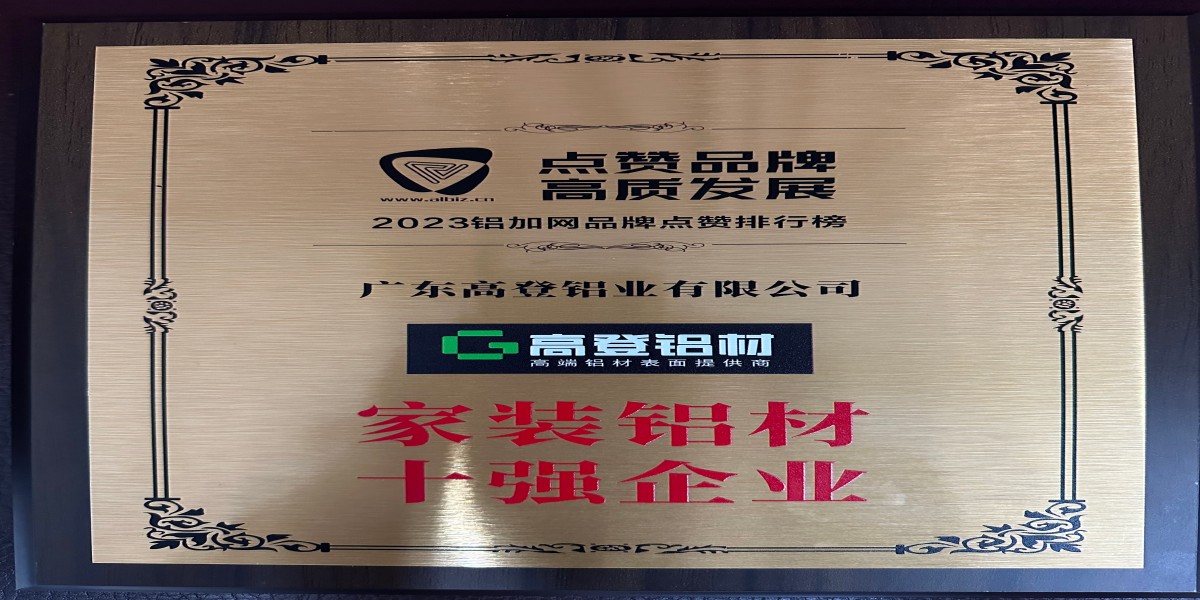 点赞品牌
高质发展
www.albiz.cn
2023铝加网品牌点赞排行榜
广东高登铝业有限公司
高登铝材
高端铝材表面提供商
家装铝材
十强企业